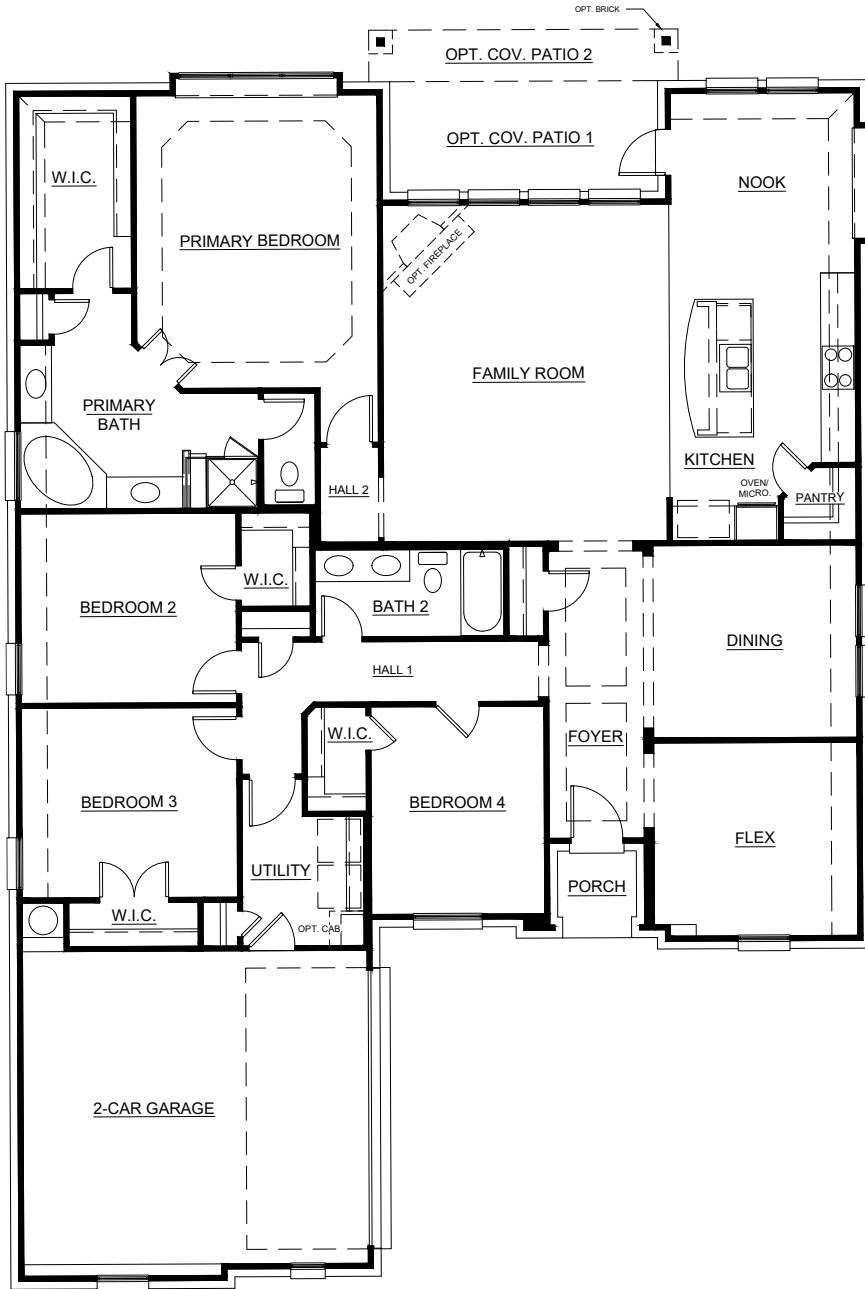 OPT. BRICK
OPT. COV. PATIO 2
OPT. COV. PATIO 1
W.I.C.
NOOK
PRIMARY BEDROOM
OPT. FIREPLACE
FAMILY ROOM
PRIMARY
BATH
KITCHEN
HALL 2
OVEN/
MICRO.
PANTRY
W.I.C.
BEDROOM 2
BATH 2
DINING
HALL 1
W.I.C.
FOYER
BEDROOM 3
BEDROOM 4
FLEX
UTILITY
PORCH
W.I.C.
OPT. CAB.
2-CAR GARAGE